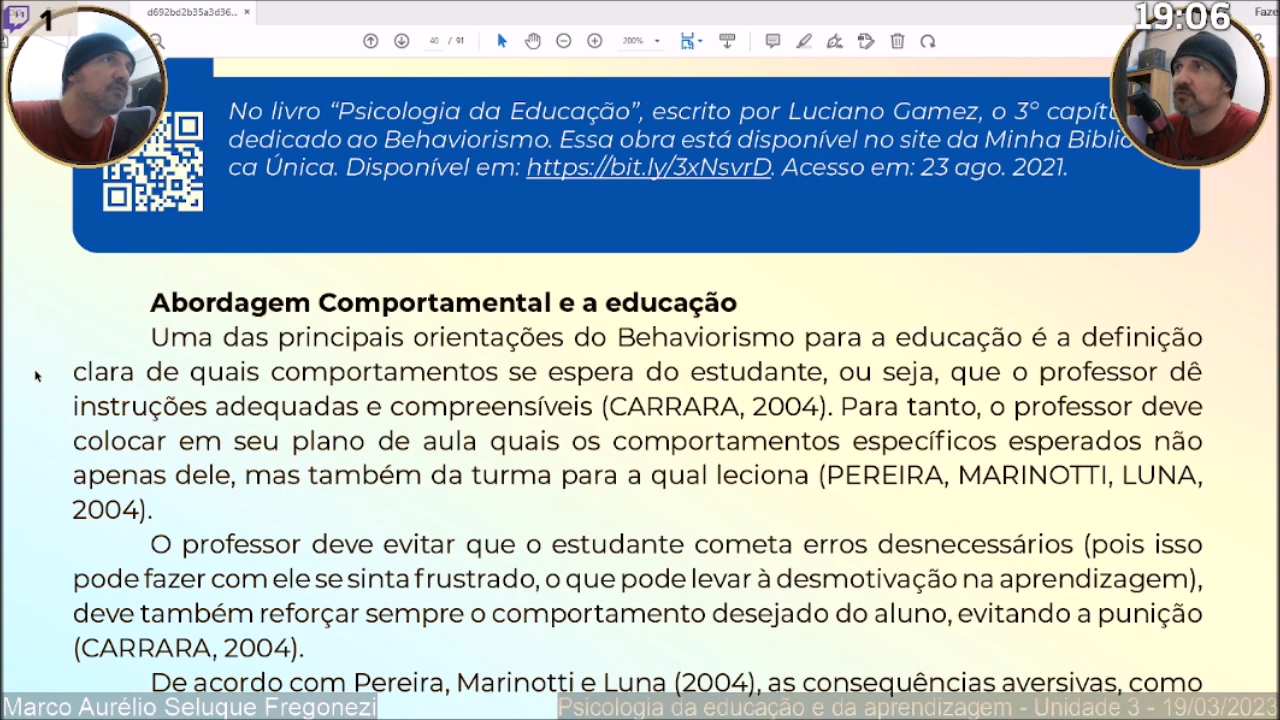 1
d692bd2b35a3d36...
19:06
Faze
40 / 91
200%
No livro “Psicologia da Educação”, escrito por Luciano Gamez, o 3º capítu
dedicado ao Behaviorismo. Essa obra está disponível no site da Minha Biblio
ca Única. Disponível em: https://bit.ly/3xNsvrD. Acesso em: 23 ago. 2021.
Abordagem Comportamental e a educação
Uma das principais orientações do Behaviorismo para a educação é a definição
clara de quais comportamentos se espera do estudante, ou seja, que o professor dê
instruções adequadas e compreensíveis (CARRARA, 2004). Para tanto, o professor deve
colocar em seu plano de aula quais os comportamentos específicos esperados não
apenas dele, mas também da turma para a qual leciona (PEREIRA, MARINOTTI, LUNA,
2004).
O professor deve evitar que o estudante cometa erros desnecessários (pois isso
pode fazer com ele se sinta frustrado, o que pode levar à desmotivação na aprendizagem),
deve também reforçar sempre o comportamento desejado do aluno, evitando a punição
(CARRARA, 2004).
De acordo com Pereira, Marinotti e Luna (2004), as consequências aversivas, como
Marco Aurélio Seluque Fregonezi
Psicologia da educação e da aprendizagem - Unidade 3 - 19/03/2023